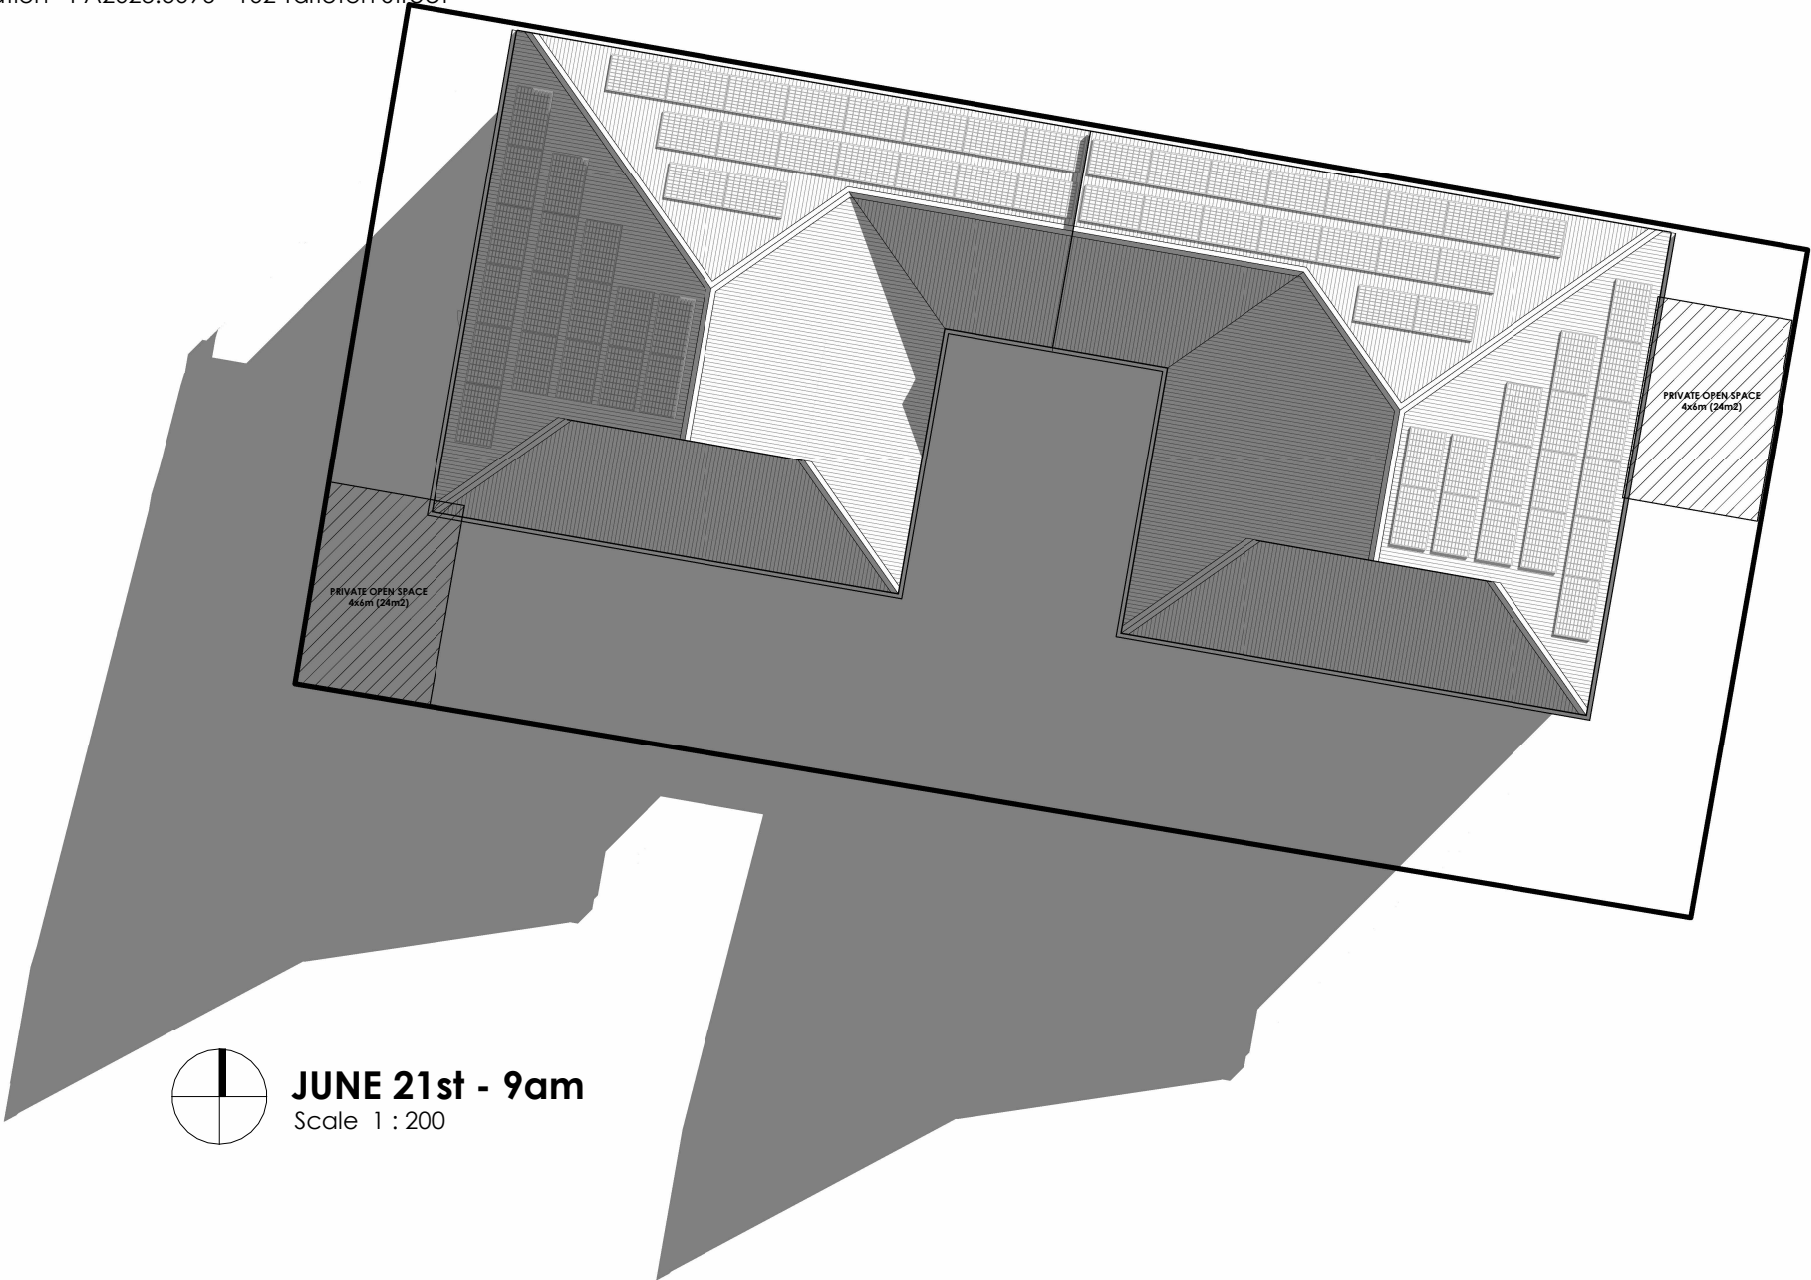 PRIVATE OPEN SPACE
4x6m (24m2)
PRIVATE OPEN SPACE
4x6m (24m2)
JUNE 21st - 9am
Scale 1 : 200